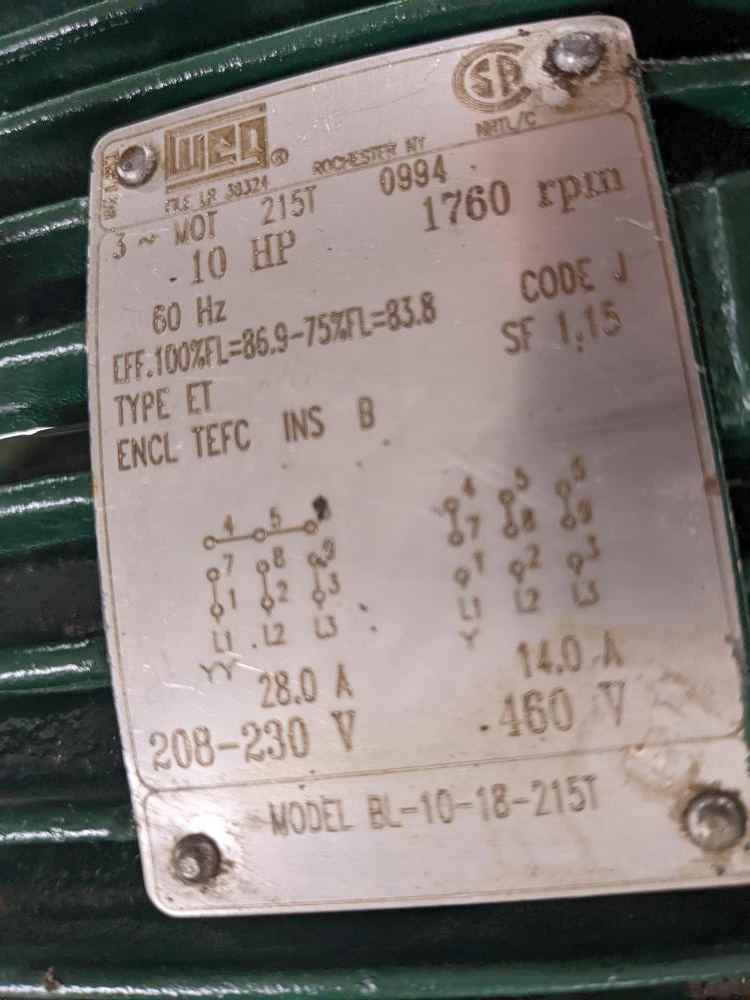 WEG ® SA
NRTL/C
FILE LR 38324 ROCHESTER NY
3 ~ MOT 215T 0994
10 HP 1760 rpm
60 Hz CODE J
EFF.100%FL=86.9-75%FL=83.8 SF 1.15
TYPE ET
ENCL TEFC INS B
4 5 6 4 5 6
7 8 9 7 8 9
1 2 3 1 2 3
L1 L2 L3 L1 L2 L3
YY Y
28.0 A 14.0 A
208-230 V 460 V
MODEL BL-10-18-215T